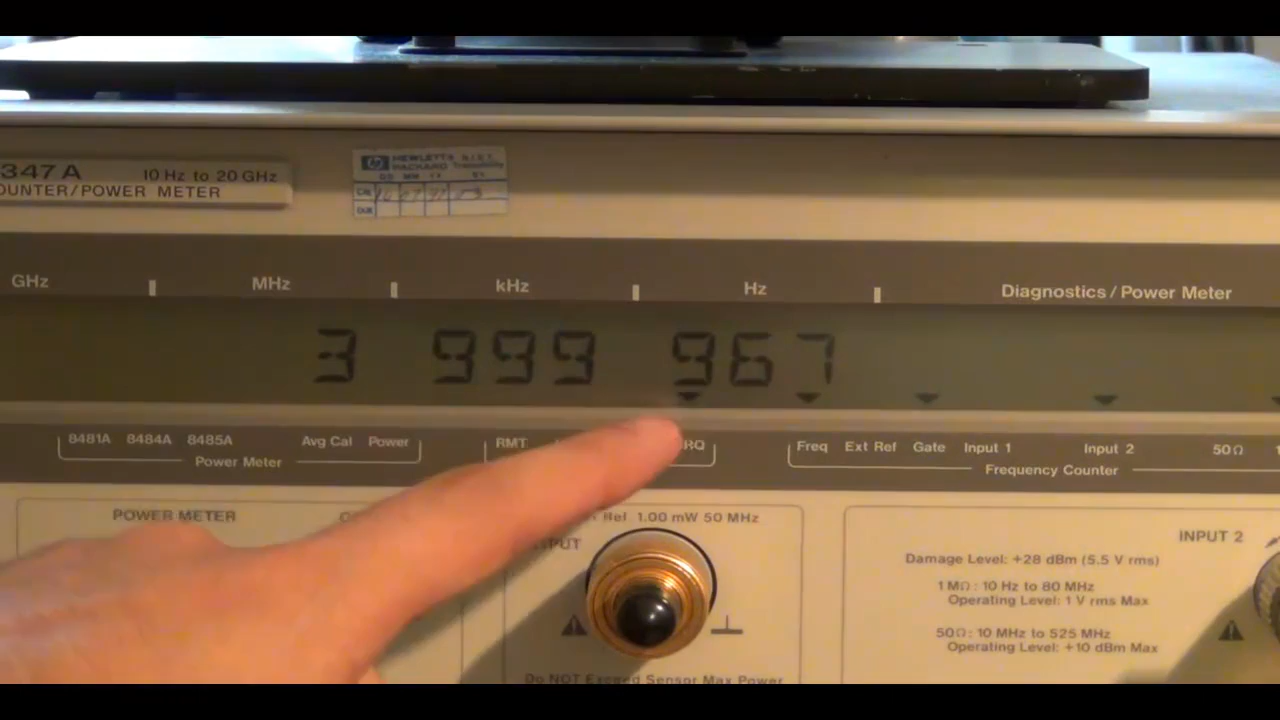 347A 10 Hz to 20 GHz
OUNTER/POWER METER
hp HEWLETT N.I.S.T.
PACKARD Traceability
GHz MHz kHz Hz Diagnostics / Power Meter
3 999 967
8481A 8484A 8485A Avg Cal Power RMT RQ Freq Ext Ref Gate Input 1 Input 2 50Ω
Power Meter Frequency Counter
POWER METER
Ref 1.00 mW 50 MHz
INPUT 2
Damage Level: +28 dBm (5.5 V rms)
1 MΩ: 10 Hz to 80 MHz
Operating Level: 1 V rms Max
50Ω: 10 MHz to 525 MHz
Operating Level: +10 dBm Max
Do NOT Exceed Sensor Max Power